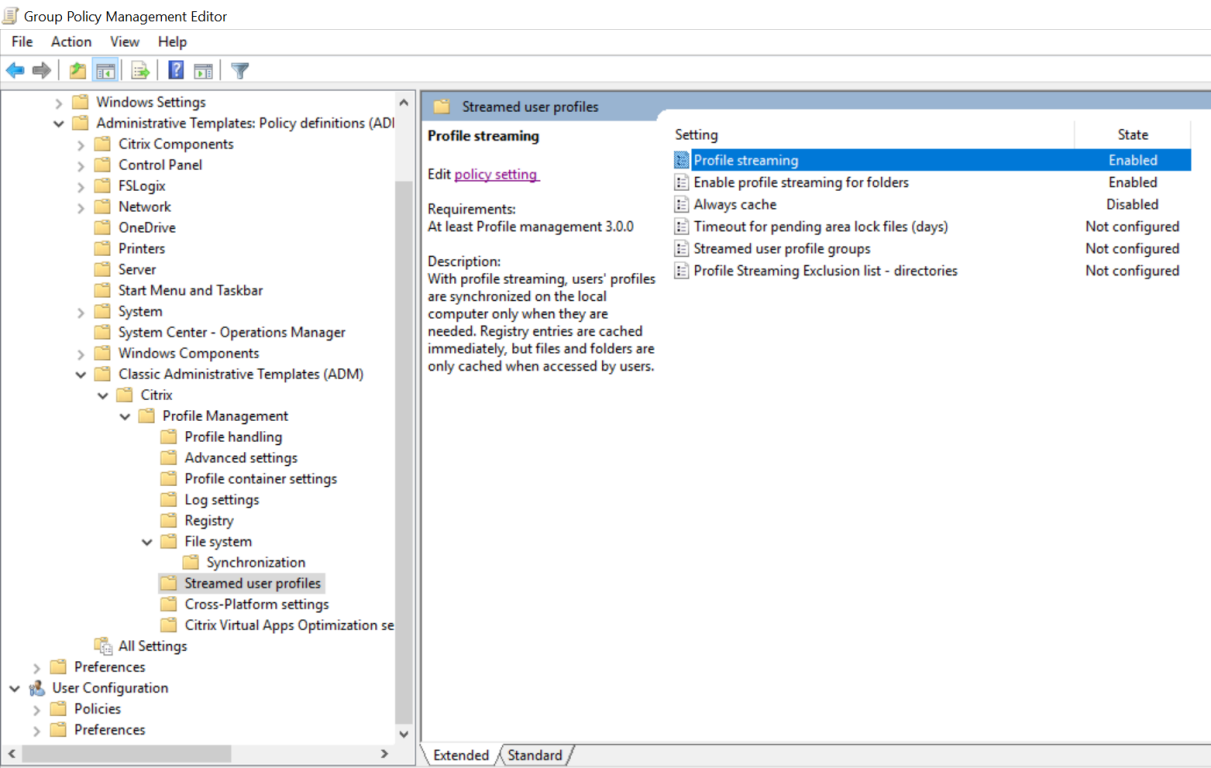 Group Policy Management Editor
File Action View Help
Windows Settings
Administrative Templates: Policy definitions (ADI
Citrix Components
Control Panel
FSLogix
Network
OneDrive
Printers
Server
Start Menu and Taskbar
System
System Center - Operations Manager
Windows Components
Classic Administrative Templates (ADM)
Citrix
Profile Management
Profile handling
Advanced settings
Profile container settings
Log settings
Registry
File system
Synchronization
Streamed user profiles
Cross-Platform settings
Citrix Virtual Apps Optimization se
All Settings
Preferences
User Configuration
Policies
Preferences
Streamed user profiles
Profile streaming
Edit policy setting
Requirements:
At least Profile management 3.0.0
Description:
With profile streaming, users' profiles
are synchronized on the local
computer only when they are
needed. Registry entries are cached
immediately, but files and folders are
only cached when accessed by users.
Setting State
Profile streaming Enabled
Enable profile streaming for folders Enabled
Always cache Disabled
Timeout for pending area lock files (days) Not configured
Streamed user profile groups Not configured
Profile Streaming Exclusion list - directories Not configured
Extended Standard